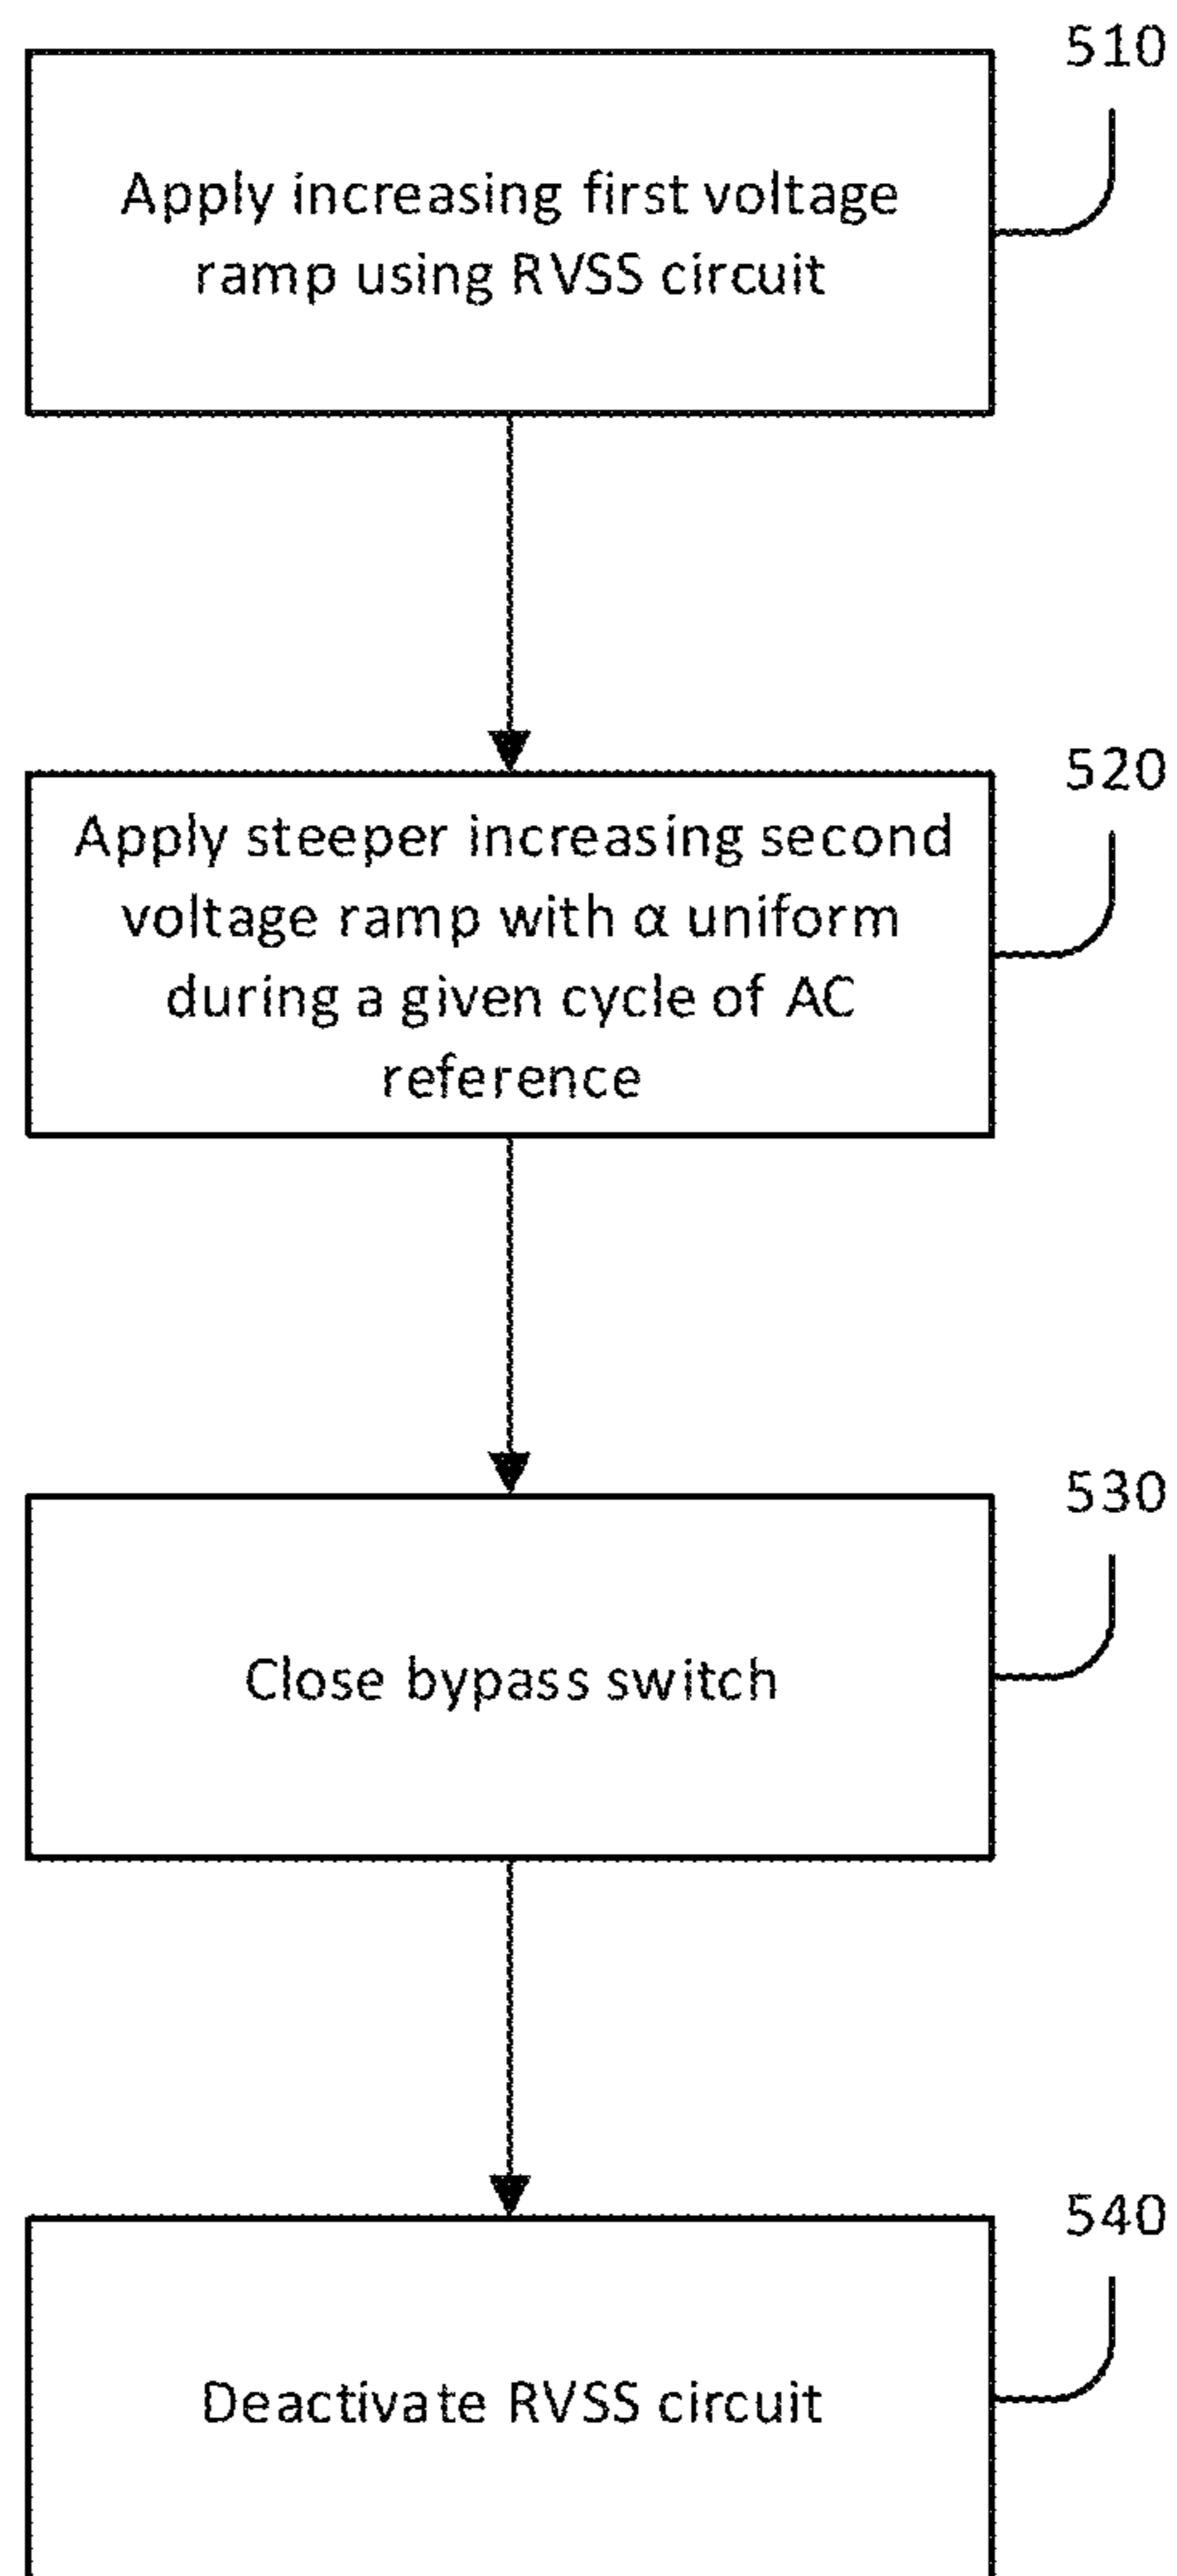 510
Apply increasing first voltage
ramp using RVSS circuit
520
Apply steeper increasing second
voltage ramp with α uniform
during a given cycle of AC
reference
530
Close bypass switch
540
Deactivate RVSS circuit